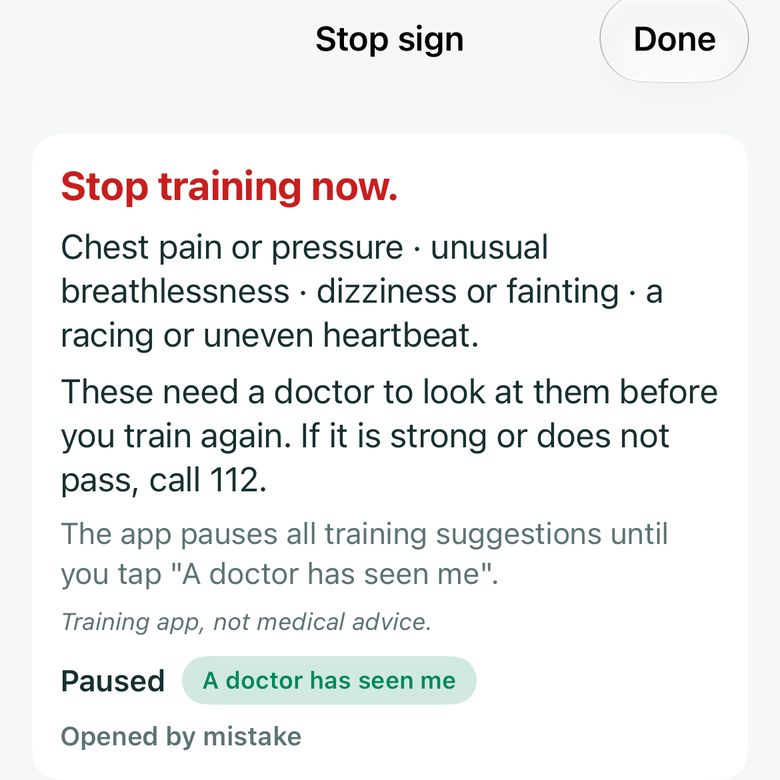 Stop sign
Done
Stop training now.
Chest pain or pressure · unusual
breathlessness · dizziness or fainting · a
racing or uneven heartbeat.
These need a doctor to look at them before
you train again. If it is strong or does not
pass, call 112.
The app pauses all training suggestions until
you tap "A doctor has seen me".
Training app, not medical advice.
Paused
A doctor has seen me
Opened by mistake